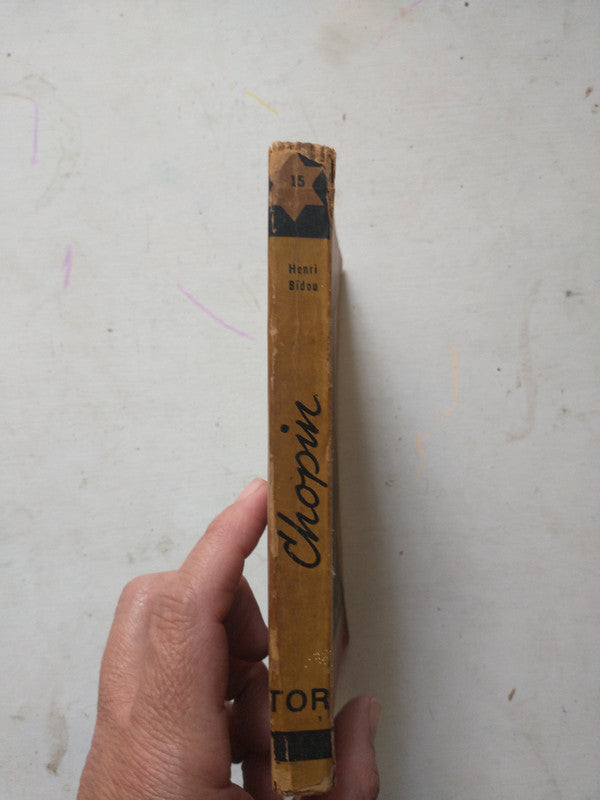 15
Henri
Bidou
Chopin
TOR